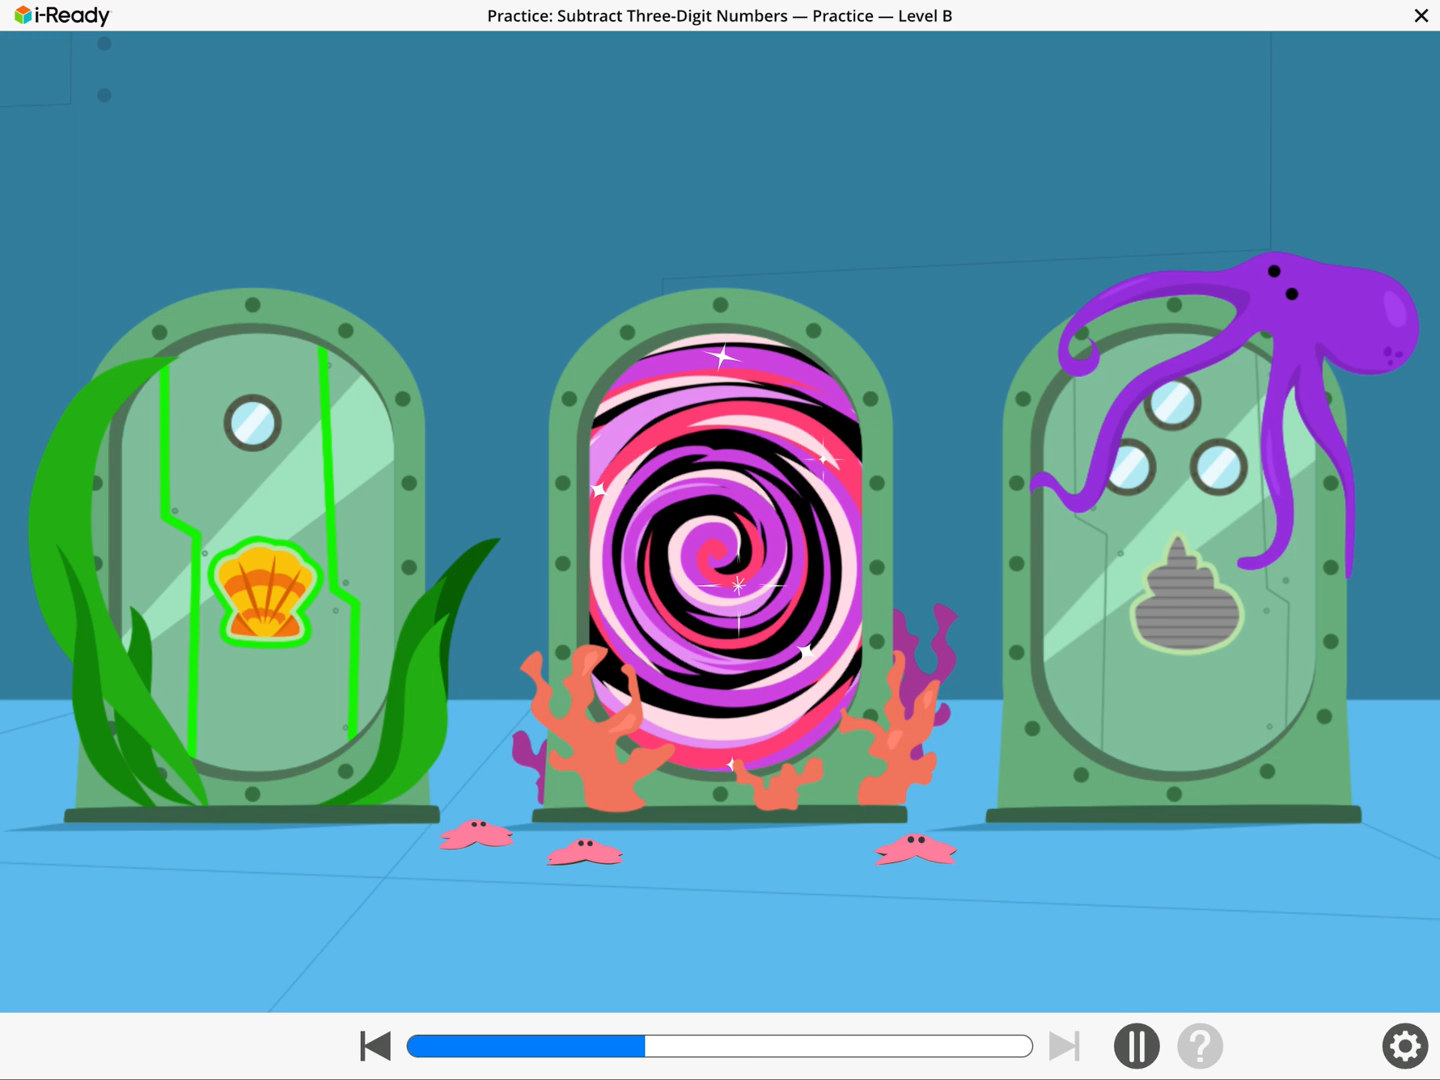 i-Ready
Practice: Subtract Three-Digit Numbers — Practice — Level B
?